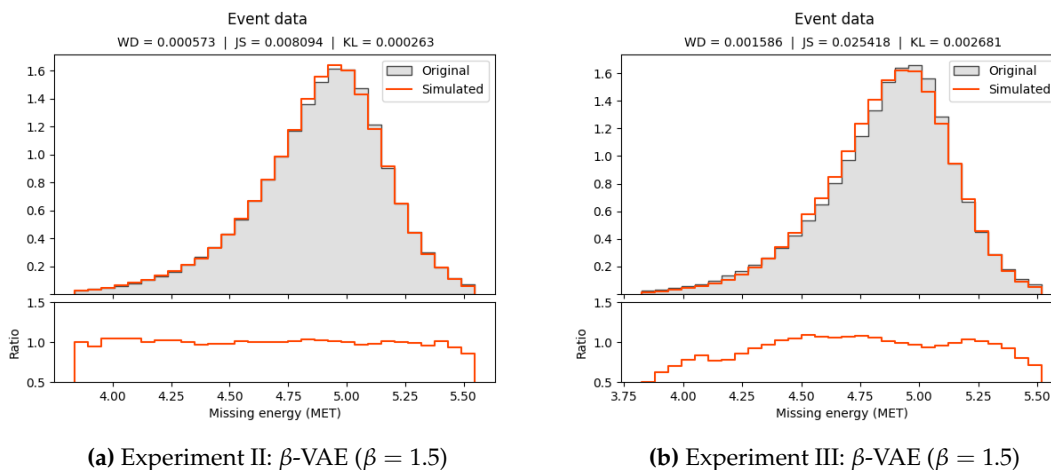 Event data
WD = 0.000573 | JS = 0.008094 | KL = 0.000263
Original
Simulated
1.6
1.4
1.2
1.0
0.8
0.6
0.4
0.2
1.5
1.0
0.5
Ratio
4.00 4.25 4.50 4.75 5.00 5.25 5.50
Missing energy (MET)
(a) Experiment II: β-VAE (β = 1.5)
Event data
WD = 0.001586 | JS = 0.025418 | KL = 0.002681
Original
Simulated
1.6
1.4
1.2
1.0
0.8
0.6
0.4
0.2
1.5
1.0
0.5
Ratio
3.75 4.00 4.25 4.50 4.75 5.00 5.25 5.50
Missing energy (MET)
(b) Experiment III: β-VAE (β = 1.5)